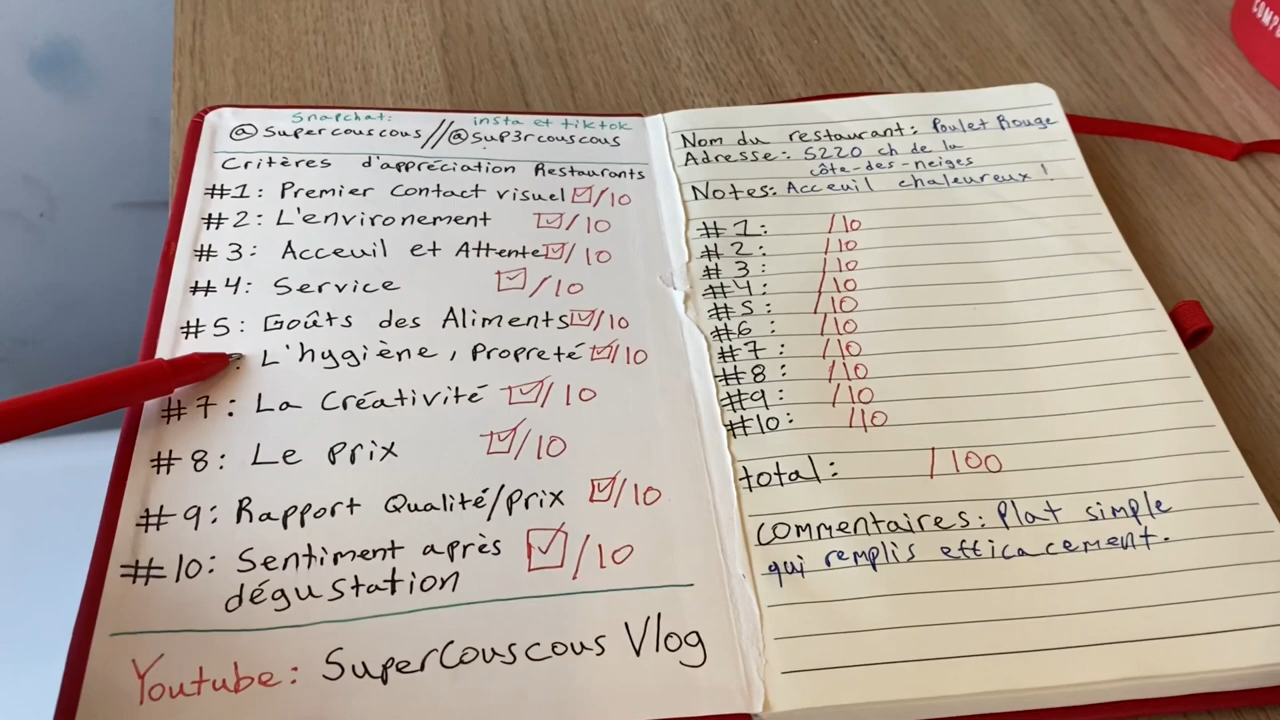 Snapchat: insta et tiktok
@supercouscous//@sup3rcouscous
Critères d'appréciation Restaurants
#1: Premier contact visuel ☑/10
#2: L'environement ☑/10
#3: Acceuil et Attente ☑/10
#4: Service ☑/10
#5: Goûts des Aliments ☑/10
: L'hygiène, Propreté ☑/10
#7: La Créativité ☑/10
#8: Le prix ☑/10
#9: Rapport Qualité/prix ☑/10
#10: Sentiment après ☑/10
dégustation
Youtube: SuperCouscous Vlog
Nom du restaurant: Poulet Rouge
Adresse: 5220 ch de la
côte-des-neiges
Notes: Acceuil chaleureux!
#1: /10
#2: /10
#3: /10
#4: /10
#5: /10
#6: /10
#7: /10
#8: /10
#9: /10
#10: /10
total: /100
commentaires: Plat simple
qui remplis efficacement.